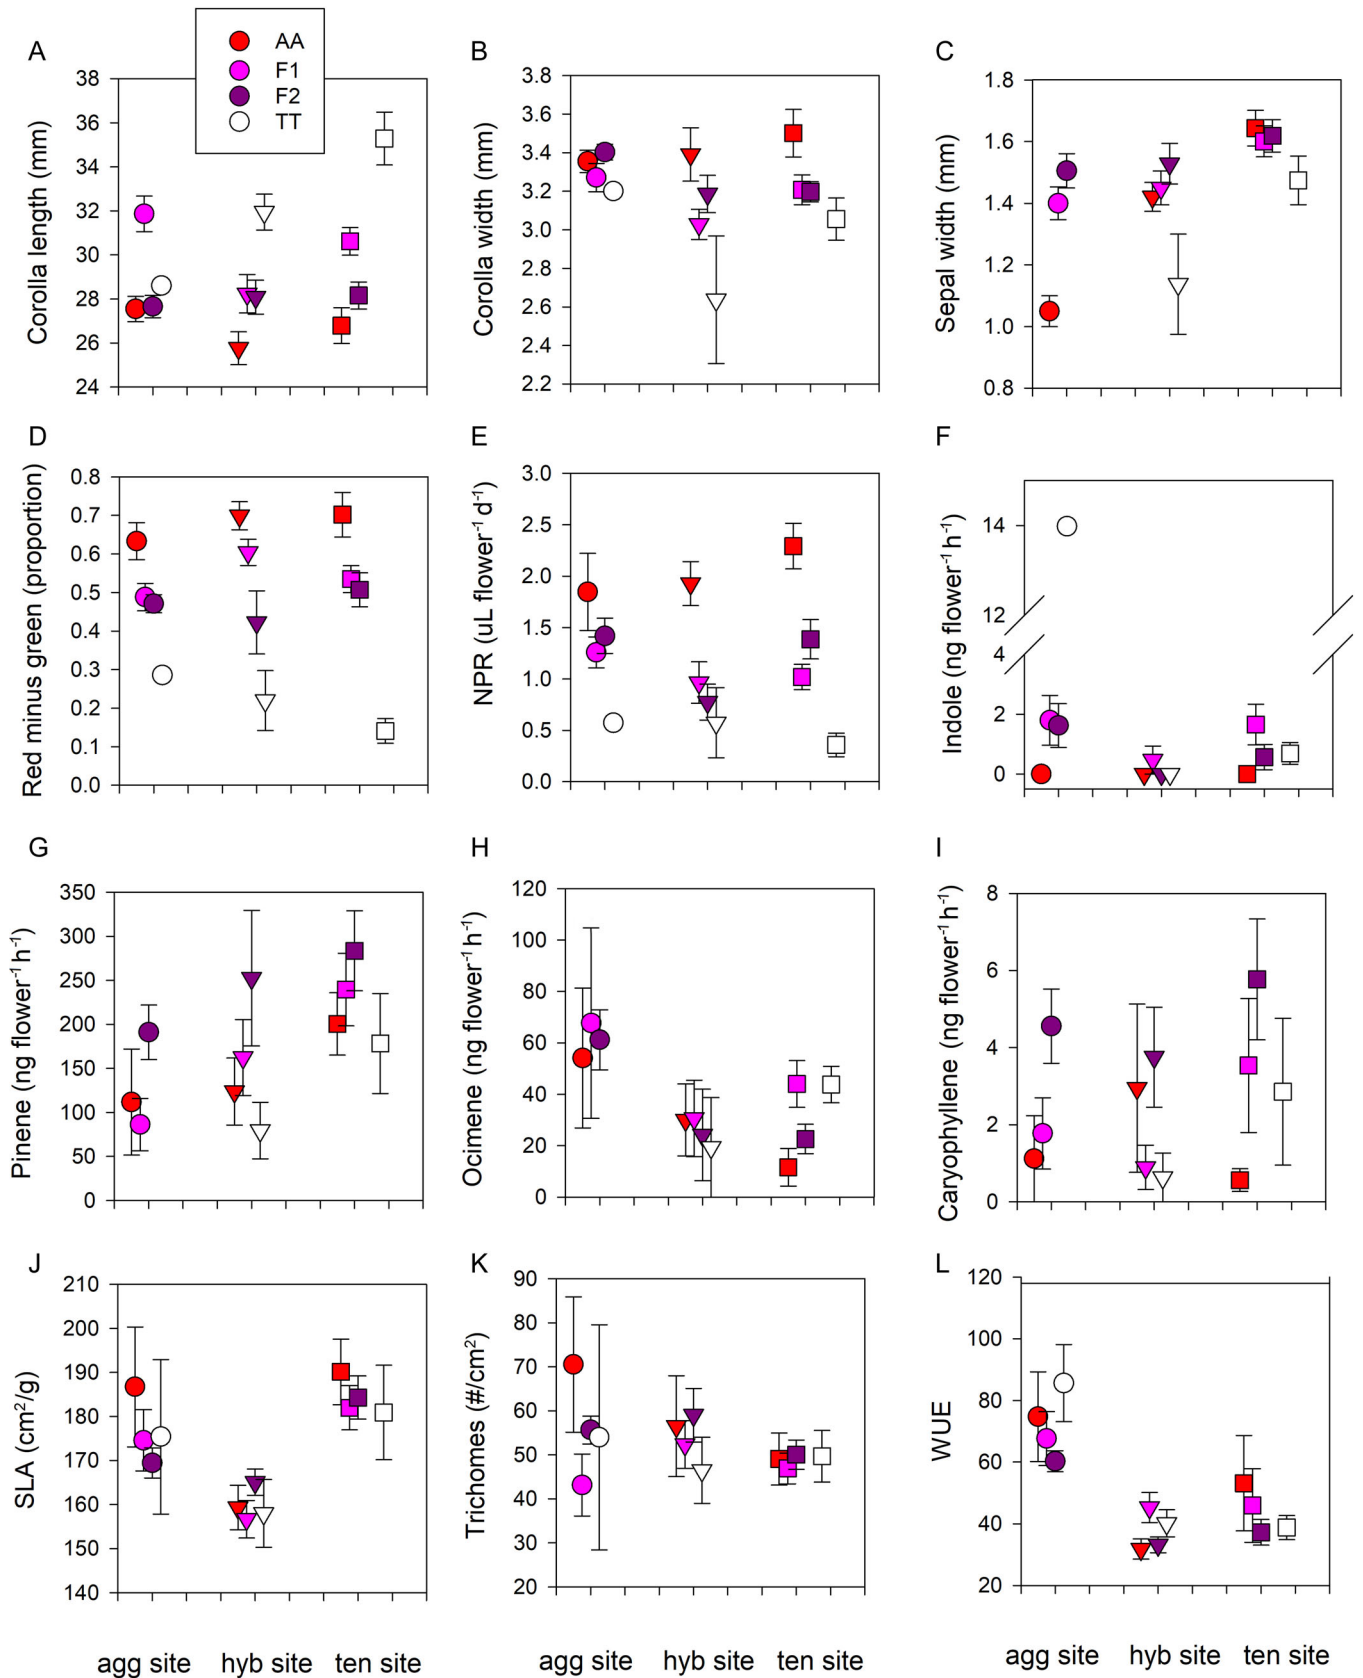 AA
F1
F2
TT
A
Corolla length (mm)
38
36
34
32
30
28
26
24
B
Corolla width (mm)
3.8
3.6
3.4
3.2
3.0
2.8
2.6
2.4
2.2
C
Sepal width (mm)
1.8
1.6
1.4
1.2
1.0
0.8
D
Red minus green (proportion)
0.8
0.7
0.6
0.5
0.4
0.3
0.2
0.1
0.0
E
NPR (uL flower⁻¹ d⁻¹)
3.0
2.5
2.0
1.5
1.0
0.5
0.0
F
Indole (ng flower⁻¹ h⁻¹)
14
12
4
2
0
G
Pinene (ng flower⁻¹ h⁻¹)
350
300
250
200
150
100
50
0
H
Ocimene (ng flower⁻¹ h⁻¹)
120
100
80
60
40
20
0
I
Caryophyllene (ng flower⁻¹ h⁻¹)
8
6
4
2
0
J
SLA (cm²/g)
210
200
190
180
170
160
150
140
K
Trichomes (#/cm²)
90
80
70
60
50
40
30
20
L
WUE
120
100
80
60
40
20
agg site hyb site ten site
agg site hyb site ten site
agg site hyb site ten site